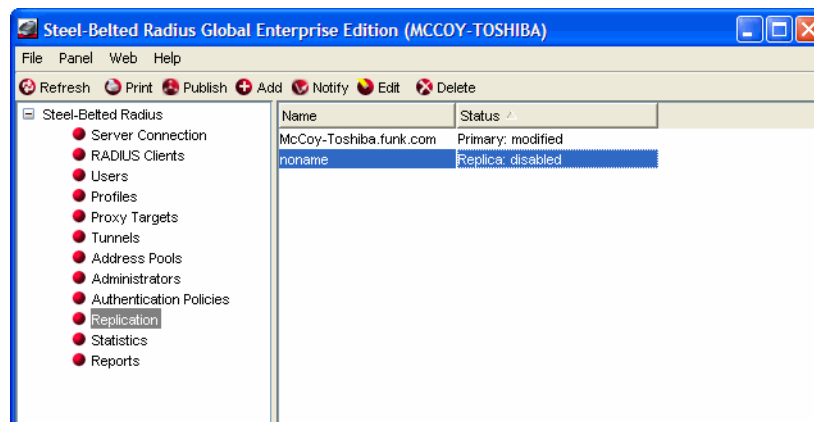 Steel-Belted Radius Global Enterprise Edition (MCCOY-TOSHIBA)
File Panel Web Help
Refresh Print Publish Add Notify Edit Delete
Steel-Belted Radius
Server Connection
RADIUS Clients
Users
Profiles
Proxy Targets
Tunnels
Address Pools
Administrators
Authentication Policies
Replication
Statistics
Reports
Name Status
McCoy-Toshiba.funk.com Primary: modified
noname Replica: disabled